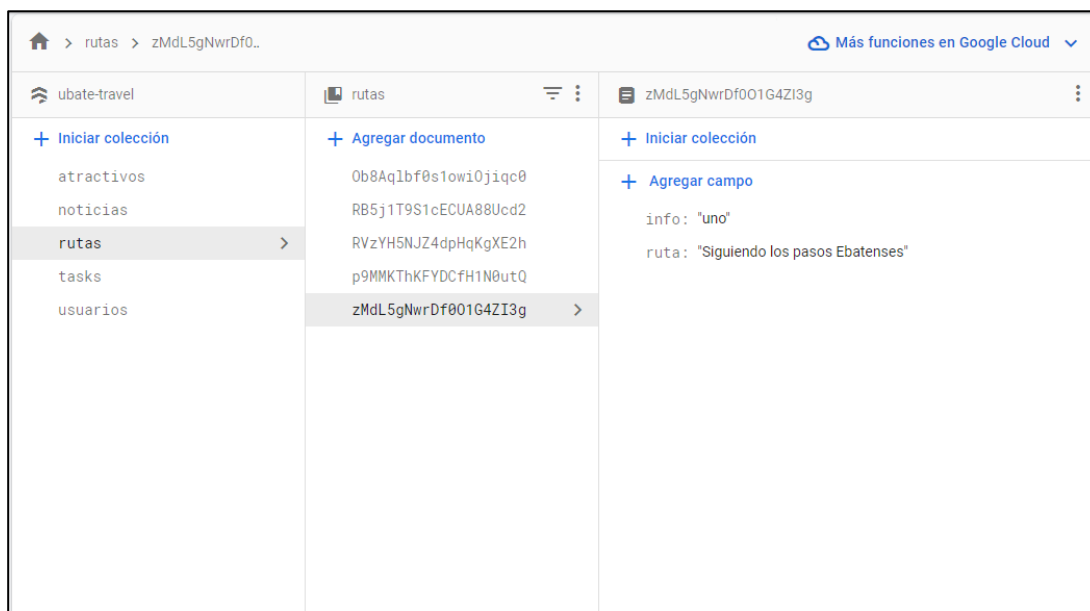 rutas > zMdL5gNwrDf0..
Más funciones en Google Cloud
ubate-travel
rutas
zMdL5gNwrDf0O1G4ZI3g
+ Iniciar colección
+ Agregar documento
+ Iniciar colección
atractivos
noticias
rutas
tasks
usuarios
Ob8Aqlbf0s1owiOjiqc0
RB5j1T9S1cECUA88Ucd2
RVzYH5NJZ4dpHqKgXE2h
p9MMKThKFYDCfH1N0utQ
zMdL5gNwrDf0O1G4ZI3g
+ Agregar campo
info: "uno"
ruta: "Siguiendo los pasos Ebatenses"